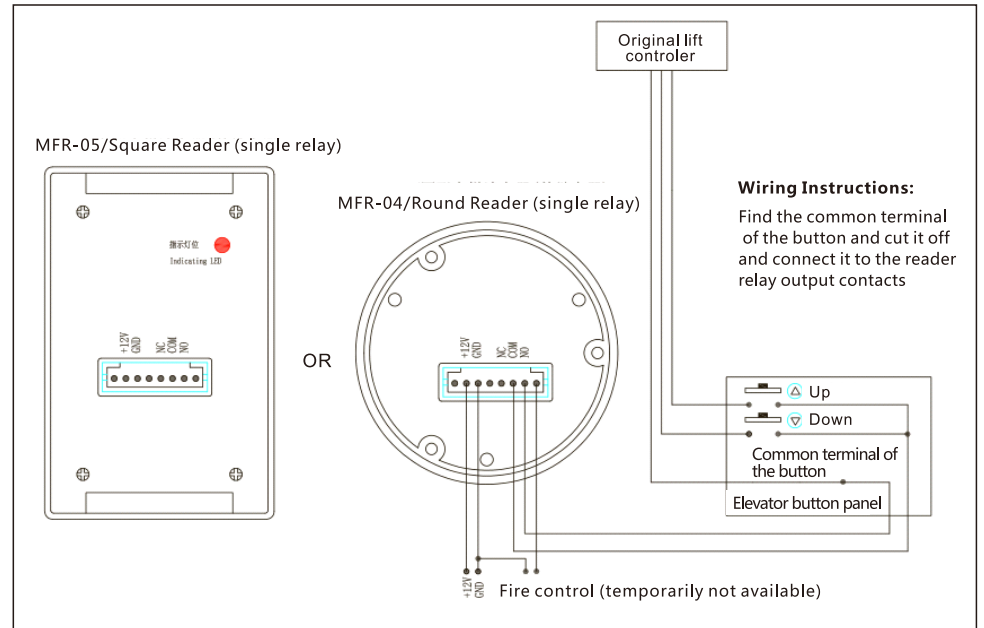 Original lift
controler
MFR-05/Square Reader (single relay)
指示灯位
Indicating LED
+12V
GND
NC
COM
NO
OR
MFR-04/Round Reader (single relay)
+12V
GND
NC
COM
NO
+12V
GND
Fire control (temporarily not available)
Wiring Instructions:
Find the common terminal
of the button and cut it off
and connect it to the reader
relay output contacts
Up
Down
Common terminal of
the button
Elevator button panel